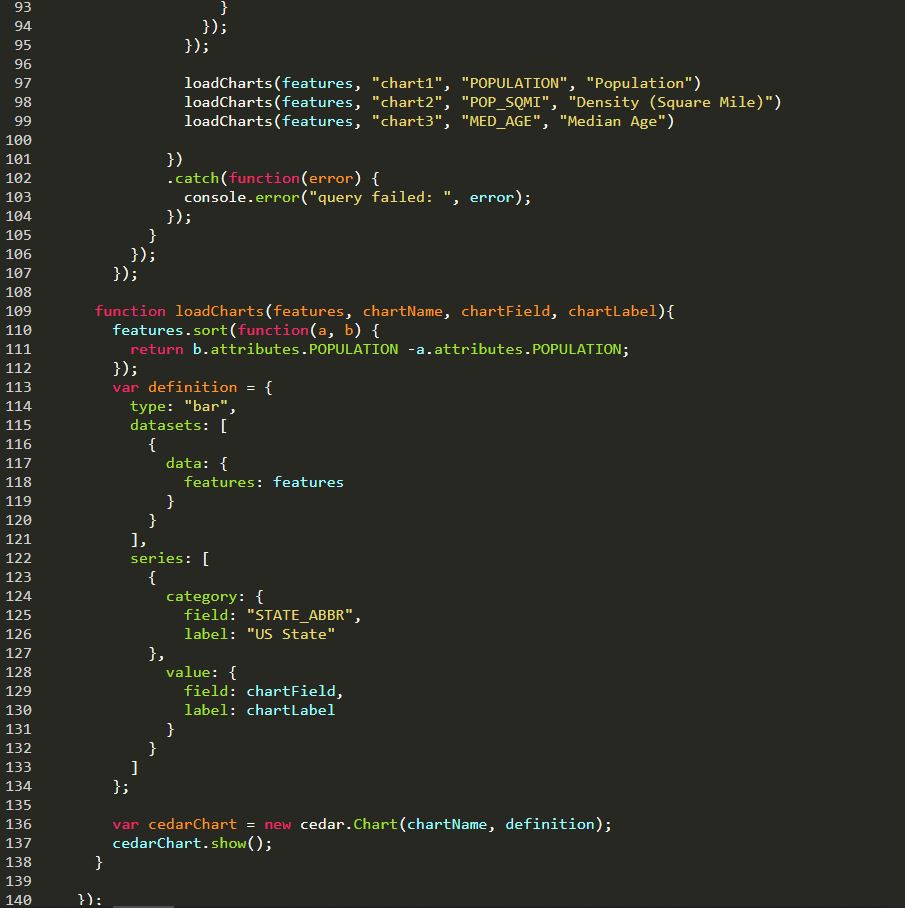 93                     }
94                   });
95                 });
96
97                 loadCharts(features, "chart1", "POPULATION", "Population")
98                 loadCharts(features, "chart2", "POP_SQMI", "Density (Square Mile)")
99                 loadCharts(features, "chart3", "MED_AGE", "Median Age")
100
101               })
102               .catch(function(error) {
103                 console.error("query failed: ", error);
104               });
105             }
106           });
107         });
108
109       function loadCharts(features, chartName, chartField, chartLabel){
110         features.sort(function(a, b) {
111           return b.attributes.POPULATION -a.attributes.POPULATION;
112         });
113         var definition = {
114           type: "bar",
115           datasets: [
116             {
117               data: {
118                 features: features
119               }
120             }
121           ],
122           series: [
123             {
124               category: {
125                 field: "STATE_ABBR",
126                 label: "US State"
127             },
128               value: {
129                 field: chartField,
130                 label: chartLabel
131               }
132             }
133           ]
134         };
135
136         var cedarChart = new cedar.Chart(chartName, definition);
137         cedarChart.show();
138       }
139
140     });